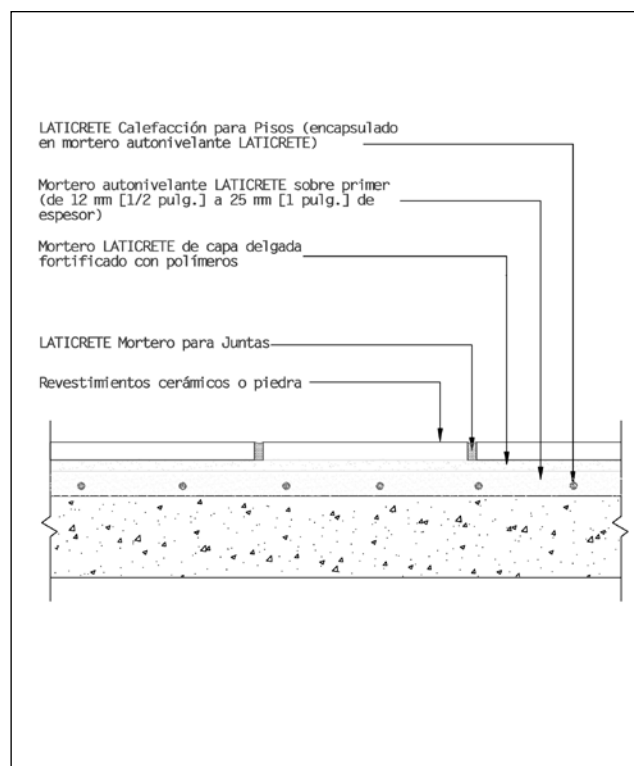 LATICRETE Calefacción para Pisos (encapsulado
en mortero autonivelante LATICRETE)
Mortero autonivelante LATICRETE sobre primer
(de 12 mm [1/2 pulg.] a 25 mm [1 pulg.] de
espesor)
Mortero LATICRETE de capa delgada
fortificado con polímeros
LATICRETE Mortero para Juntas
Revestimientos cerámicos o piedra